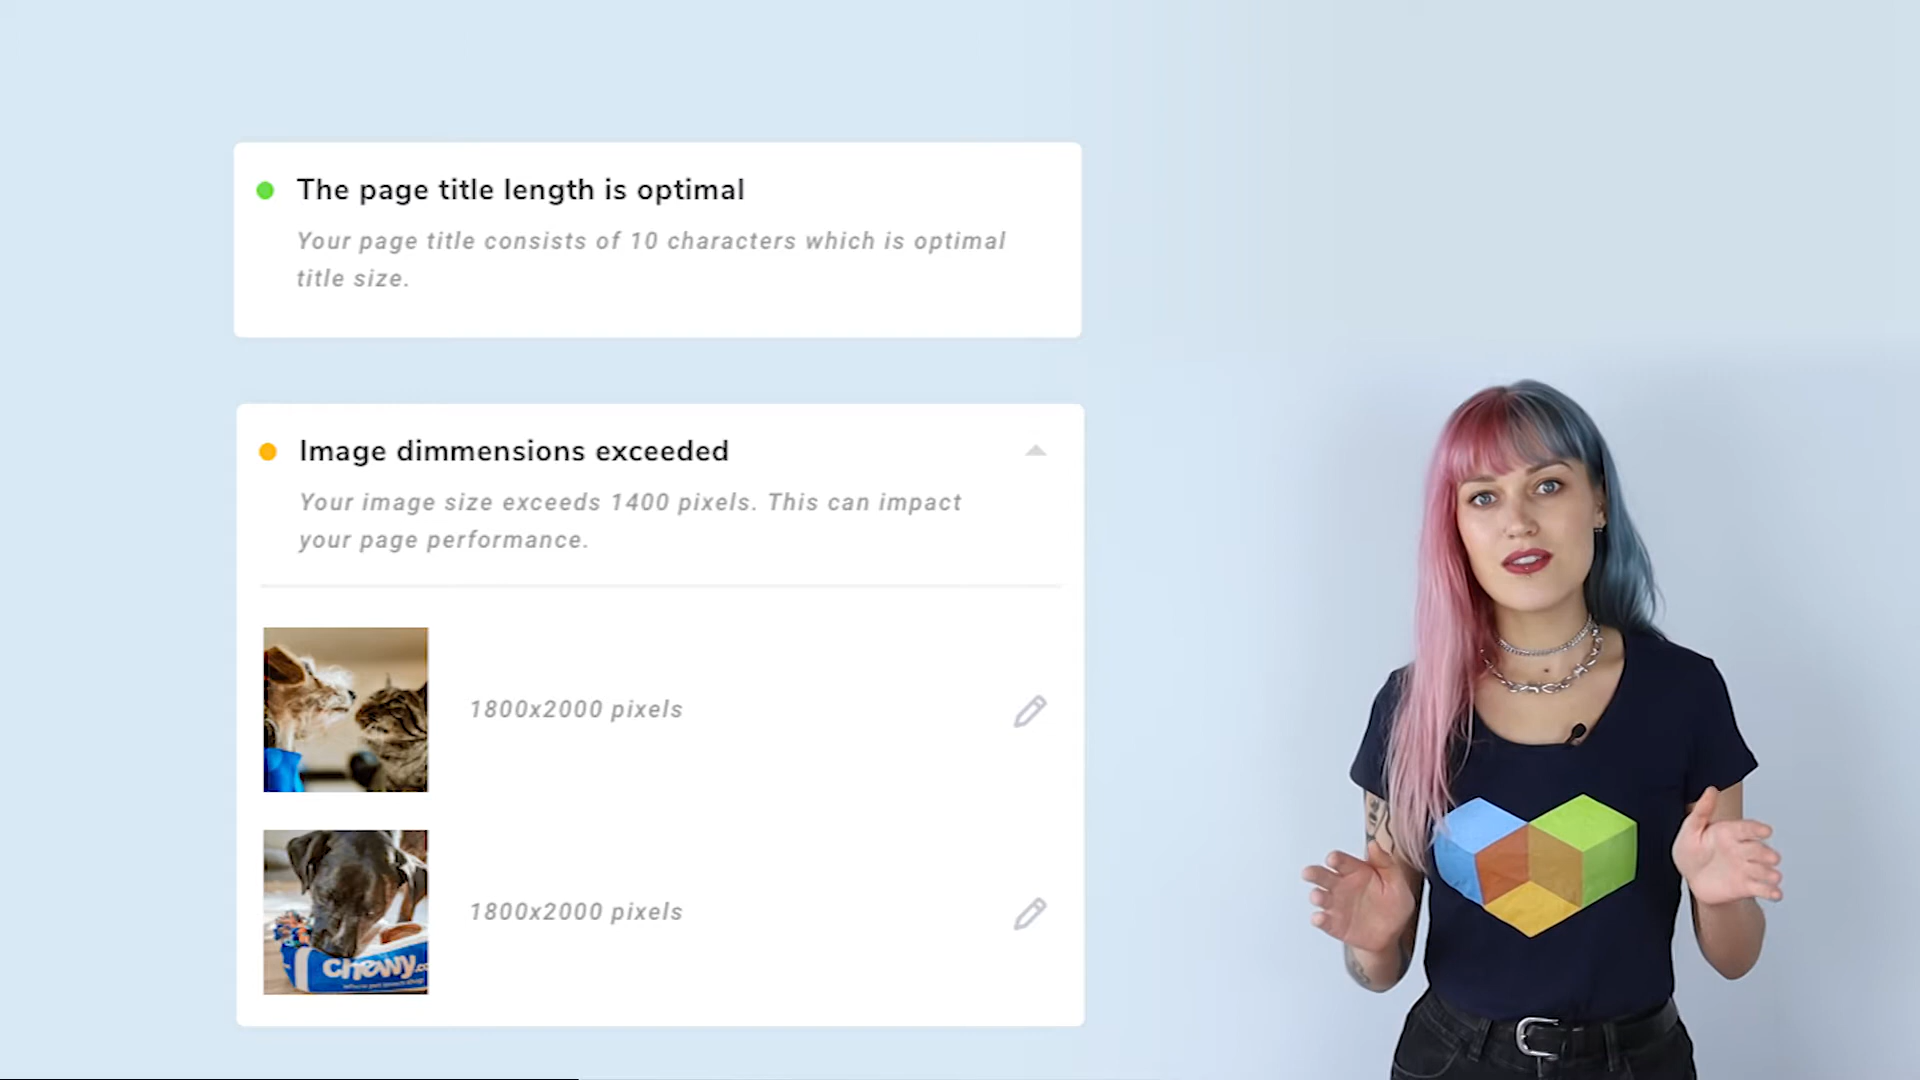 The page title length is optimal
Your page title consists of 10 characters which is optimal
title size.
Image dimmensions exceeded
Your image size exceeds 1400 pixels. This can impact
your page performance.
1800x2000 pixels
chewy.c
1800x2000 pixels